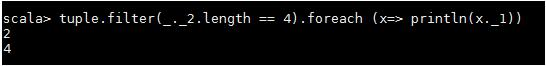 scala> tuple.filter(_._2.length == 4).foreach (x=> println(x._1))
2
4